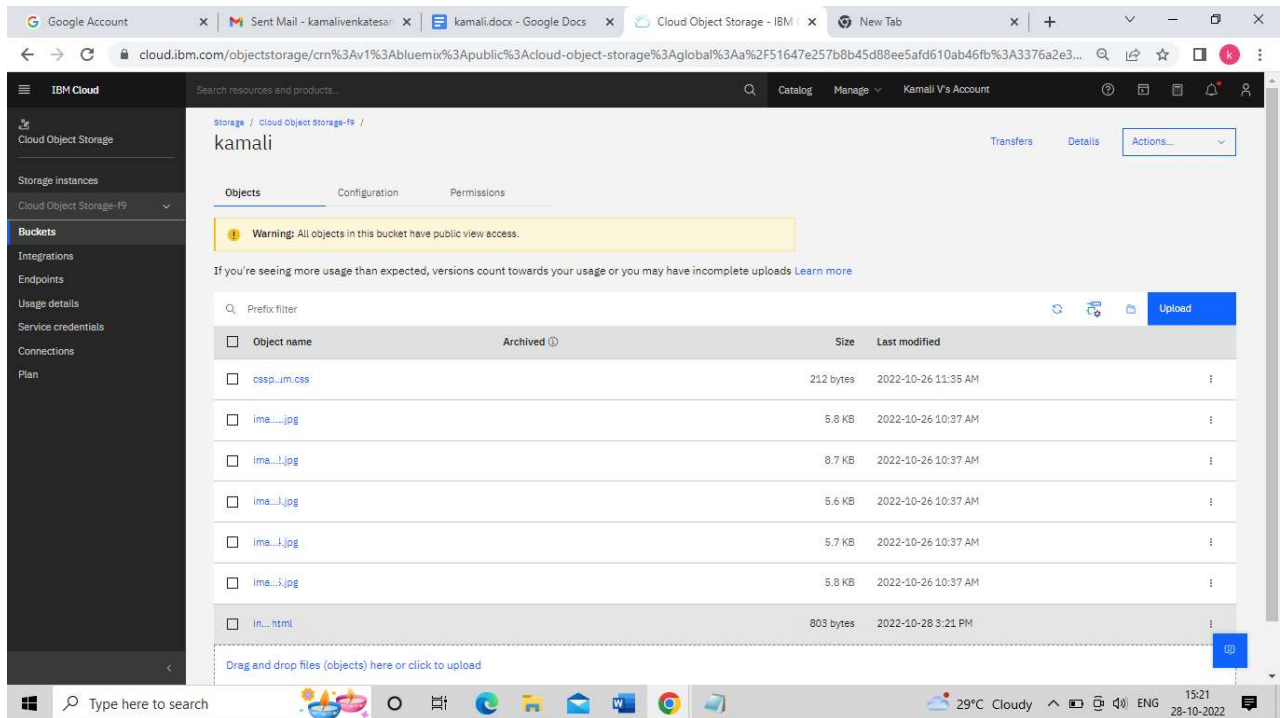 Google Account
Sent Mail - kamalivenkatesan
kamali.docx - Google Docs
Cloud Object Storage - IBM
New Tab
cloud.ibm.com/objectstorage/crn%3Av1%3Abluemix%3Apublic%3Acloud-object-storage%3Aglobal%3Aa%2F51647e257b8b45d88ee5afd610ab46fb%3A3376a2e3...
k
IBM Cloud
Search resources and products...
Catalog
Manage
Kamali V's Account
Cloud Object Storage
Storage instances
Cloud Object Storage-f9
Buckets
Integrations
Endpoints
Usage details
Service credentials
Connections
Plan
Storage / Cloud Object Storage-f9 /
kamali
Transfers
Details
Actions...
Objects
Configuration
Permissions
Warning: All objects in this bucket have public view access.
If you're seeing more usage than expected, versions count towards your usage or you may have incomplete uploads Learn more
Prefix filter
Upload
Object name Archived Size Last modified
cssp...um.css 212 bytes 2022-10-26 11:35 AM
ima.....jpg 5.8 KB 2022-10-26 10:37 AM
8.7 KB 2022-10-26 10:37 AM
5.6 KB 2022-10-26 10:37 AM
5.7 KB 2022-10-26 10:37 AM
5.8 KB 2022-10-26 10:37 AM
in... html 803 bytes 2022-10-28 3:21 PM
Drag and drop files (objects) here or click to upload
Type here to search
29°C Cloudy
ENG
15:21
28-10-2022